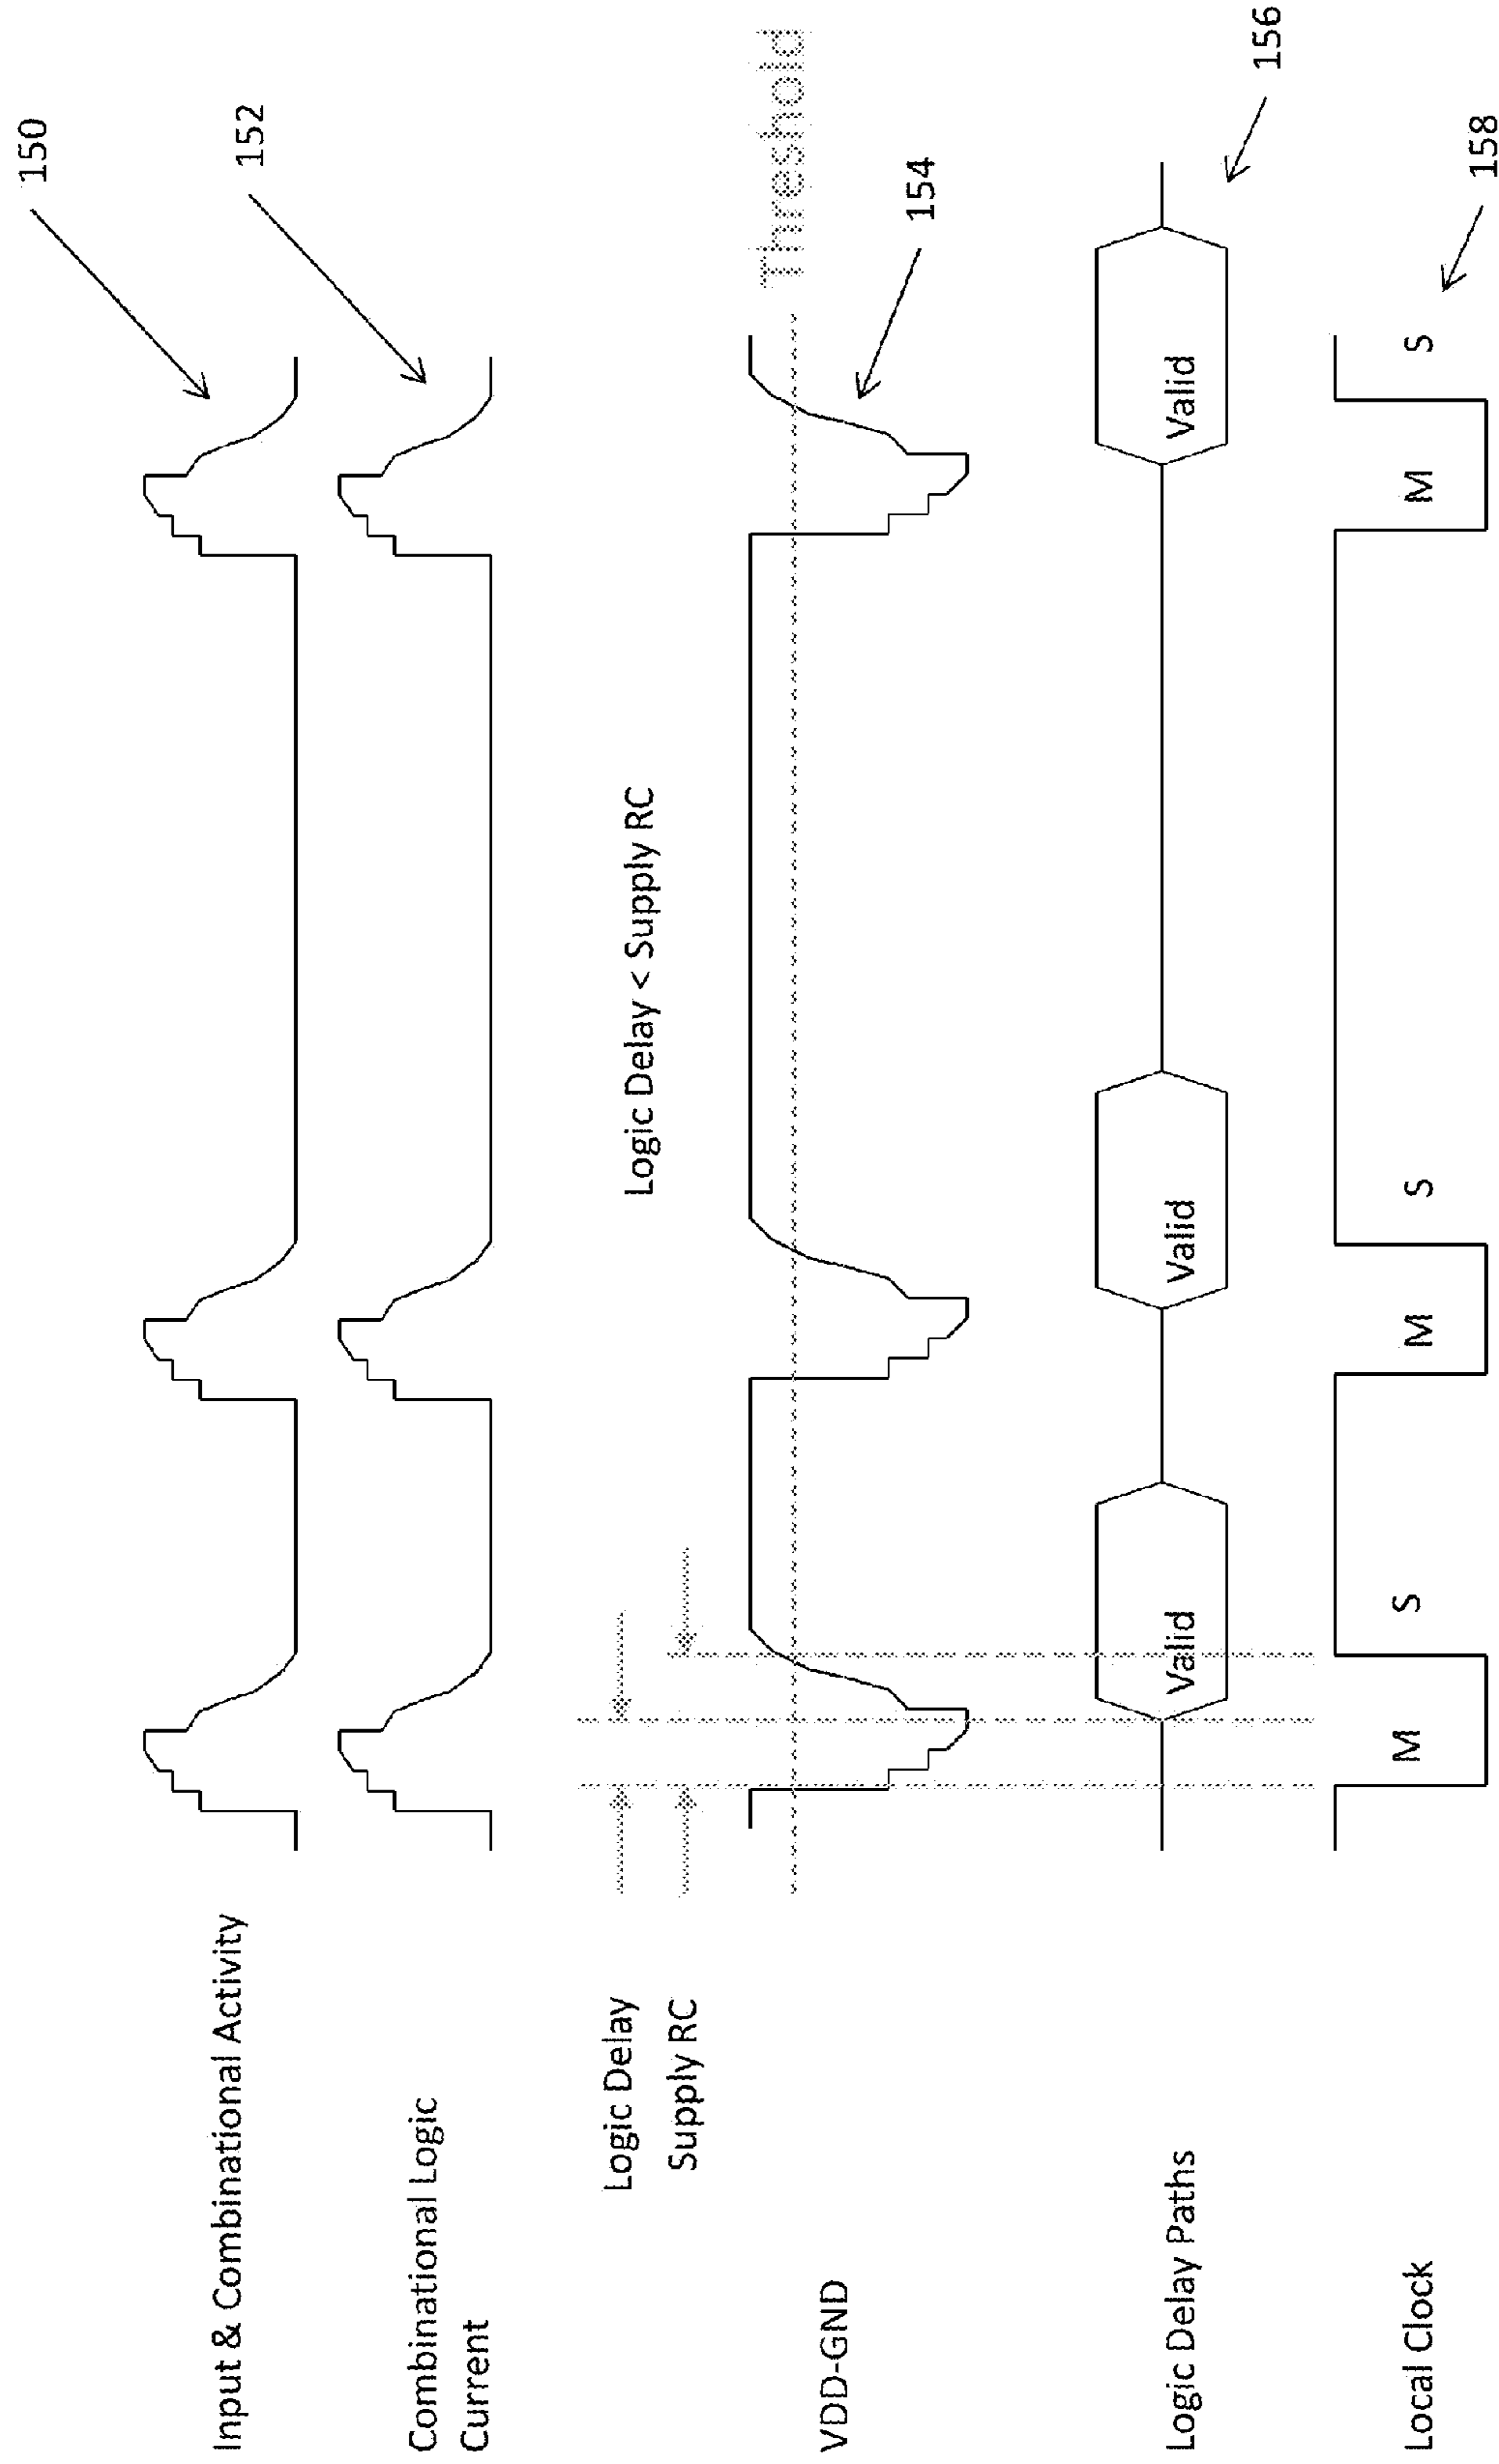 150
Input & Combinational Activity
152
Combinational Logic
Current
Logic Delay
Supply RC
Logic Delay < Supply RC
Threshold
VDD-GND
154
Logic Delay Paths
Valid
Valid
Valid
156
Local Clock
M
S
M
S
M
S
158